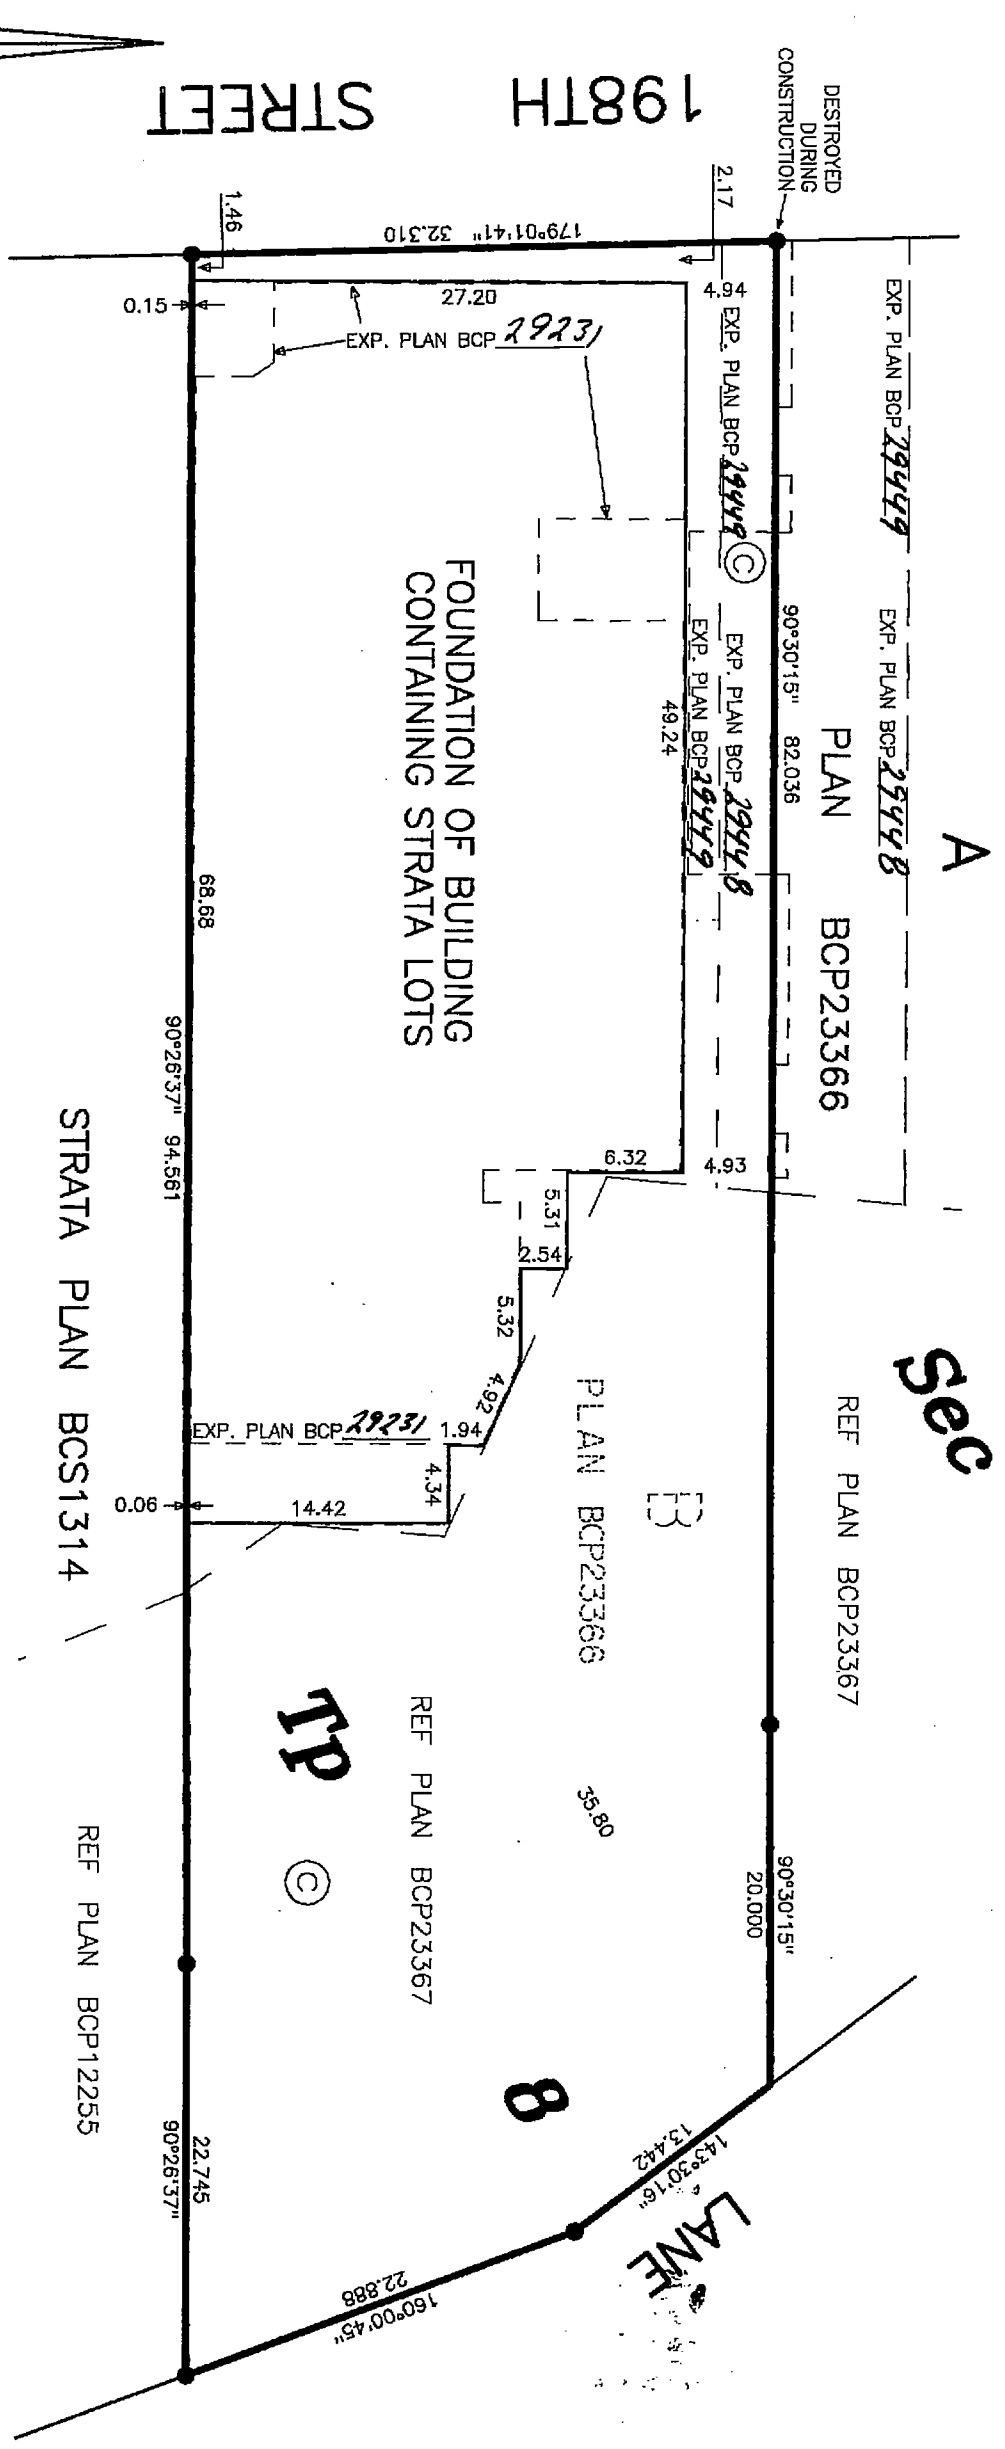 198TH STREET
DESTROYED
DURING
CONSTRUCTION
2.17
1.46
179°01'41" 32.310
0.15
27.20
4.94
EXP. PLAN BCP 29231
EXP. PLAN BCP 29449
EXP. PLAN BCP 29449
EXP. PLAN BCP 29448
A
PLAN BCP23366
90°30'15" 82.036
C
EXP. PLAN BCP 29448
EXP. PLAN BCP 29449
49.24
FOUNDATION OF BUILDING
CONTAINING STRATA LOTS
68.68
90°26'37" 94.561
STRATA PLAN BCS1314
6.32
4.93
5.31
2.54
5.32
4.92
1.94
EXP. PLAN BCP 29231
4.34
14.42
0.06
Sec
REF PLAN BCP23367
B
PLAN BCP23366
Tp
REF PLAN BCP23367
C
35.80
8
90°30'15"
20.000
REF PLAN BCP12255
22.745
90°26'37"
143°30'16"
13.442
LANE
22.888
160°00'45"